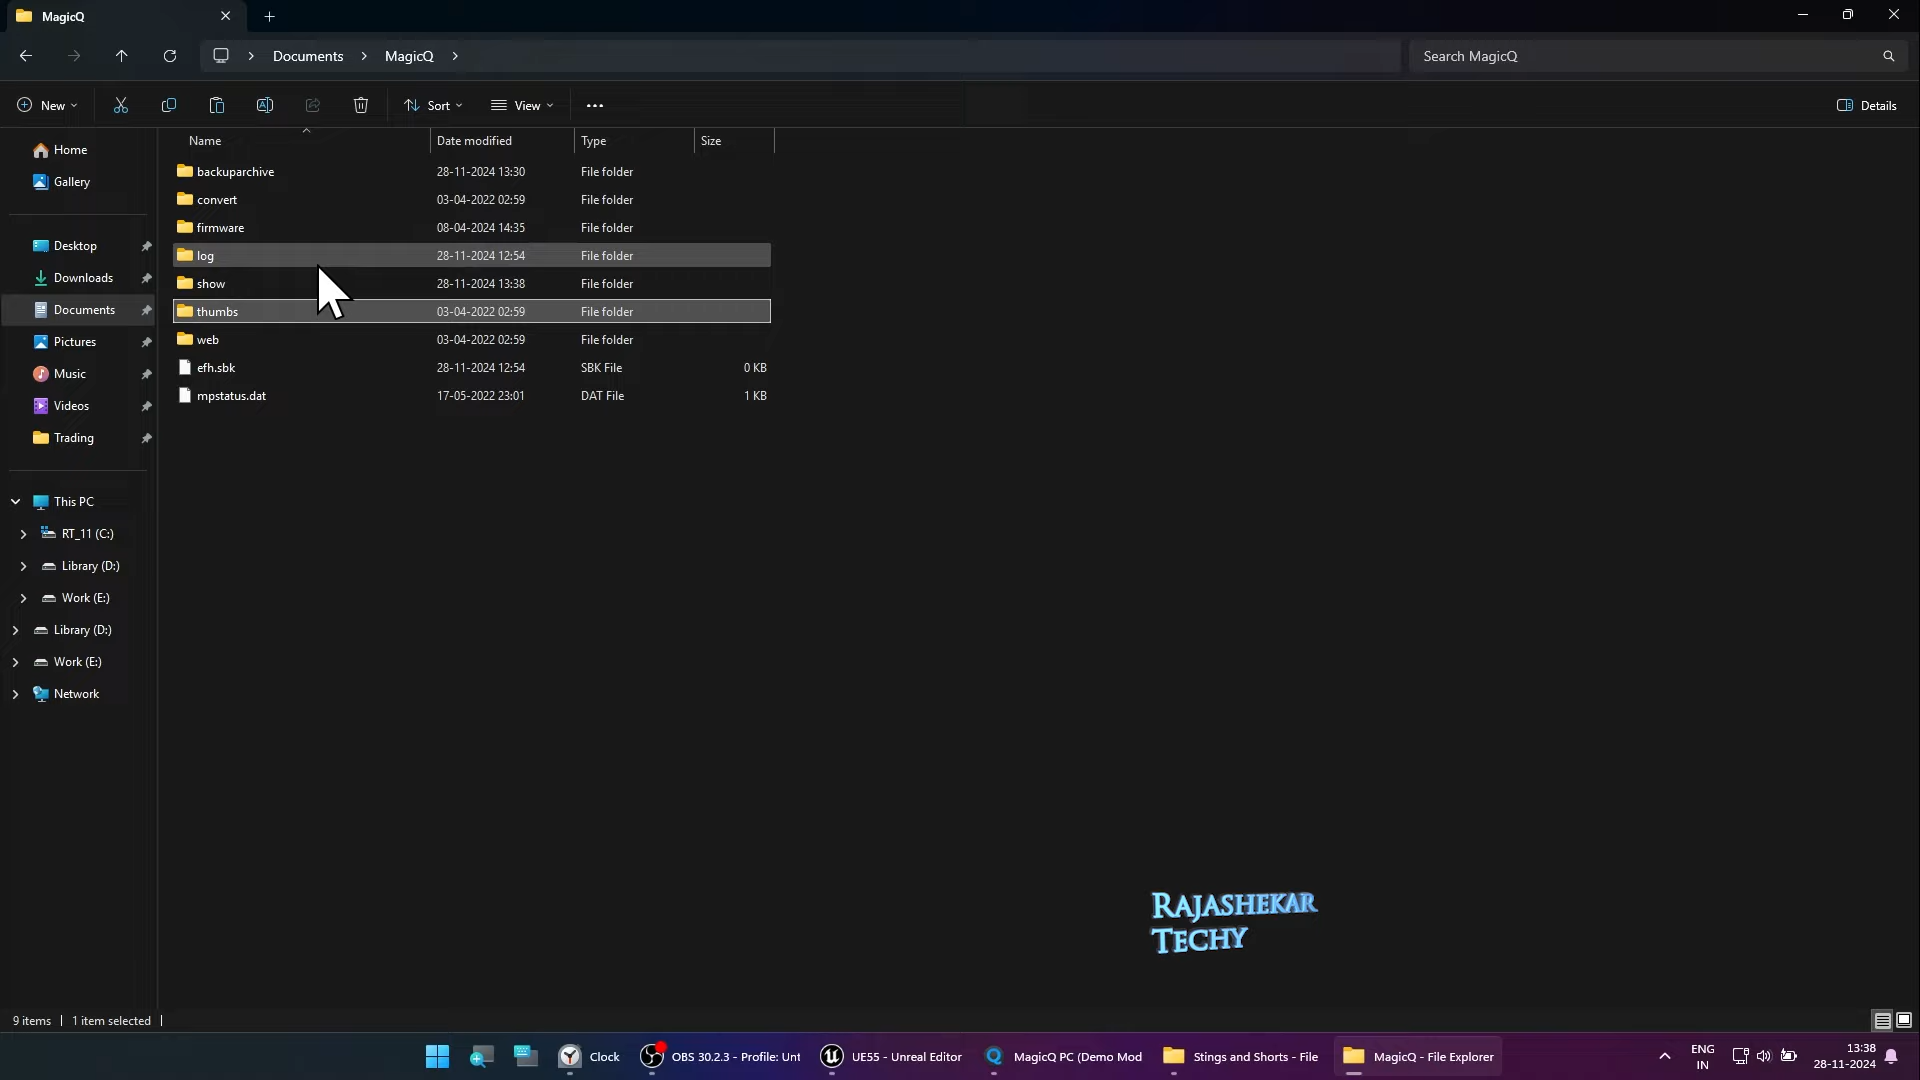 MagicQ
Documents
MagicQ
Search MagicQ
New
Sort
View
Details
Name
Date modified
Type
Size
backuparchive 28-11-2024 13:30 File folder
convert 03-04-2022 02:59 File folder
firmware 08-04-2024 14:35 File folder
log 28-11-2024 12:54 File folder
show 28-11-2024 13:38 File folder
thumbs 03-04-2022 02:59 File folder
web 03-04-2022 02:59 File folder
efh.sbk 28-11-2024 12:54 SBK File 0 KB
mpstatus.dat 17-05-2022 23:01 DAT File 1 KB
Home
Gallery
Desktop
Downloads
Documents
Pictures
Music
Videos
Trading
This PC
RT_11 (C:)
Library (D:)
Work (E:)
Library (D:)
Work (E:)
Network
RAJASHEKAR
TECHY
9 items
1 item selected
Clock
OBS 30.2.3 - Profile: Unt
UE55 - Unreal Editor
MagicQ PC (Demo Mod
Stings and Shorts - File
MagicQ - File Explorer
ENG
IN
13:38
28-11-2024